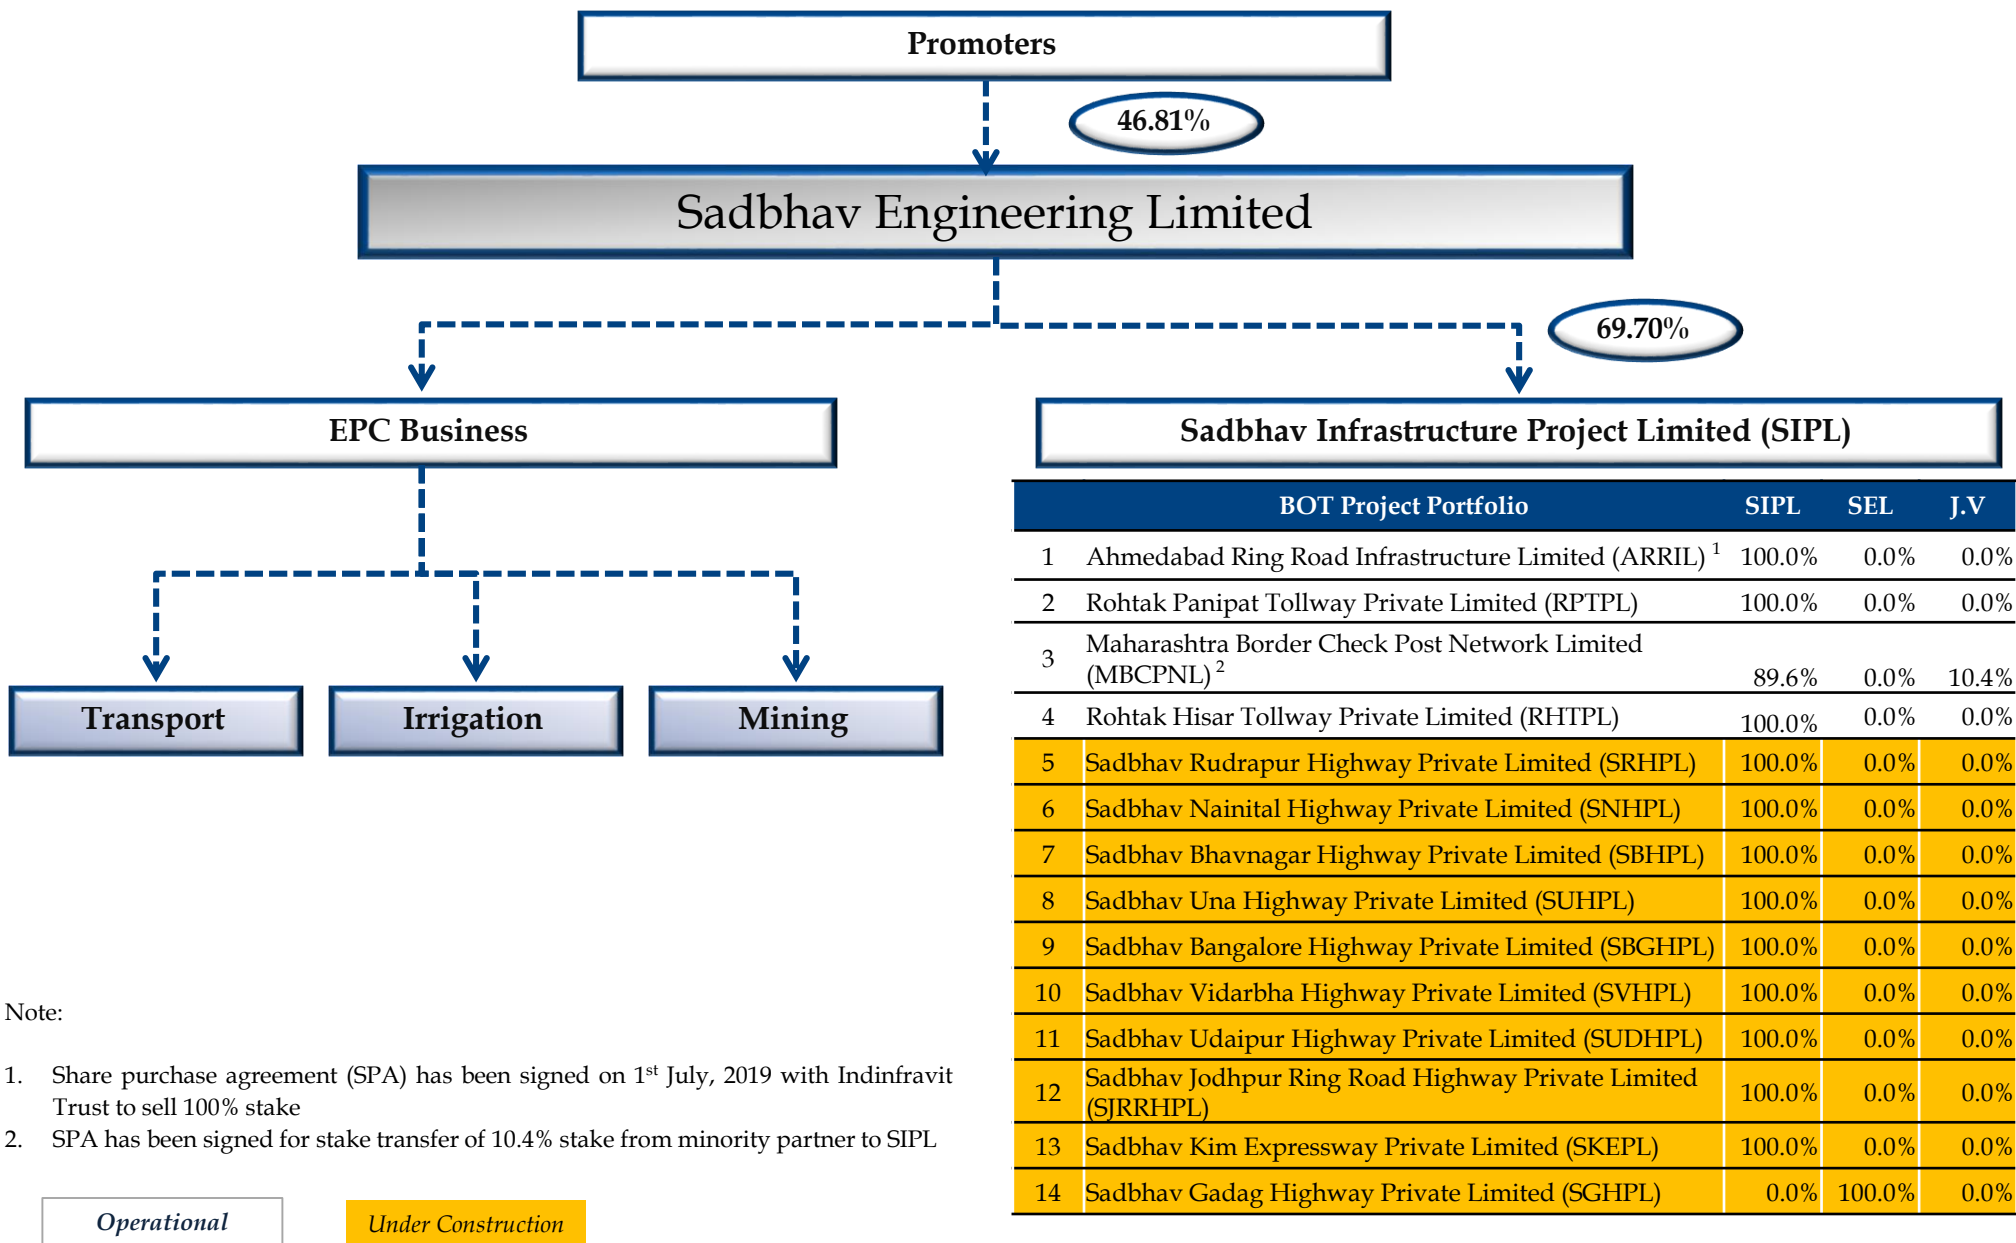 Promoters
46.81%
Sadbhav Engineering Limited
69.70%
EPC Business
Sadbhav Infrastructure Project Limited (SIPL)
Transport
Irrigation
Mining
BOT Project Portfolio SIPL SEL J.V
1 Ahmedabad Ring Road Infrastructure Limited (ARRIL) 1 100.0% 0.0% 0.0%
2 Rohtak Panipat Tollway Private Limited (RPTPL) 100.0% 0.0% 0.0%
3 Maharashtra Border Check Post Network Limited
(MBCPNL) 2 89.6% 0.0% 10.4%
4 Rohtak Hisar Tollway Private Limited (RHTPL) 100.0% 0.0% 0.0%
5 Sadbhav Rudrapur Highway Private Limited (SRHPL) 100.0% 0.0% 0.0%
6 Sadbhav Nainital Highway Private Limited (SNHPL) 100.0% 0.0% 0.0%
7 Sadbhav Bhavnagar Highway Private Limited (SBHPL) 100.0% 0.0% 0.0%
8 Sadbhav Una Highway Private Limited (SUHPL) 100.0% 0.0% 0.0%
9 Sadbhav Bangalore Highway Private Limited (SBGHPL) 100.0% 0.0% 0.0%
10 Sadbhav Vidarbha Highway Private Limited (SVHPL) 100.0% 0.0% 0.0%
11 Sadbhav Udaipur Highway Private Limited (SUDHPL) 100.0% 0.0% 0.0%
12 Sadbhav Jodhpur Ring Road Highway Private Limited
(SJRRHPL) 100.0% 0.0% 0.0%
13 Sadbhav Kim Expressway Private Limited (SKEPL) 100.0% 0.0% 0.0%
14 Sadbhav Gadag Highway Private Limited (SGHPL) 0.0% 100.0% 0.0%
Note:
1. Share purchase agreement (SPA) has been signed on 1st July, 2019 with Indinfravit
Trust to sell 100% stake
2. SPA has been signed for stake transfer of 10.4% stake from minority partner to SIPL
Operational
Under Construction